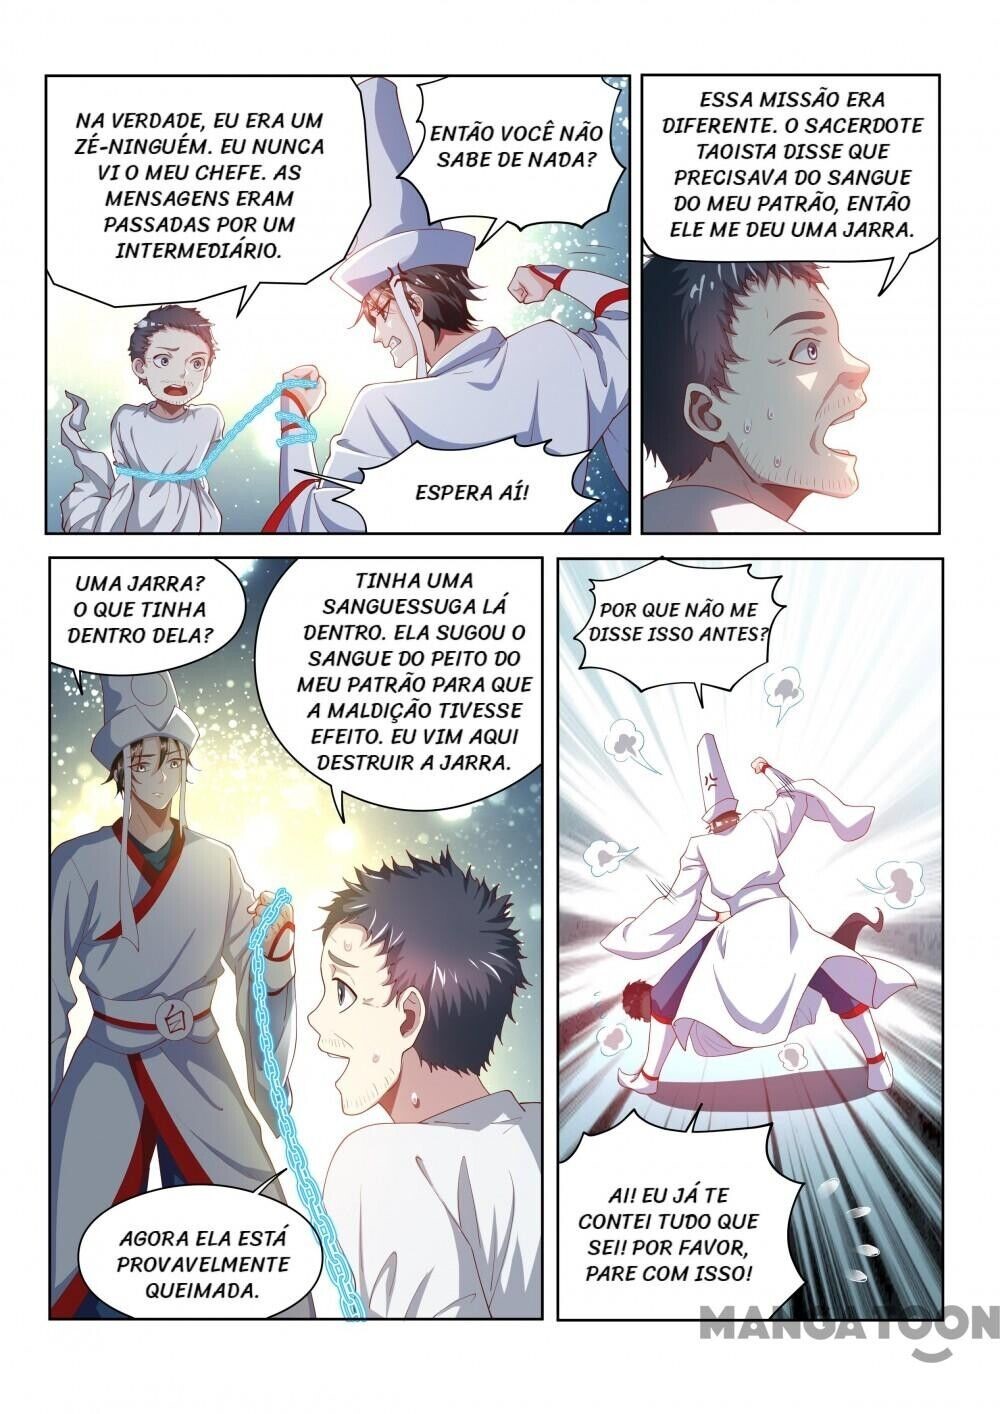 NA VERDADE, EU ERA UM
ZÉ-NINGUÉM. EU NUNCA
VI O MEU CHEFE. AS
MENSAGENS ERAM
PASSADAS POR UM
INTERMEDIÁRIO.
ENTÃO VOCÊ NÃO
SABE DE NADA?
ESPERA AÍ!
ESSA MISSÃO ERA
DIFERENTE. O SACERDOTE
TAOISTA DISSE QUE
PRECISAVA DO SANGUE
DO MEU PATRÃO, ENTÃO
ELE ME DEU UMA JARRA.
UMA JARRA?
O QUE TINHA
DENTRO DELA?
TINHA UMA
SANGUESSUGA LÁ
DENTRO. ELA SUGOU O
SANGUE DO PEITO DO
MEU PATRÃO PARA QUE
A MALDIÇÃO TIVESSE
EFEITO. EU VIM AQUI
DESTRUIR A JARRA.
白
AGORA ELA ESTÁ
PROVAVELMENTE
QUEIMADA.
POR QUE NÃO ME
DISSE ISSO ANTES?
AI! EU JÁ TE
CONTEI TUDO QUE
SEI! POR FAVOR,
PARE COM ISSO!
MANGATOON